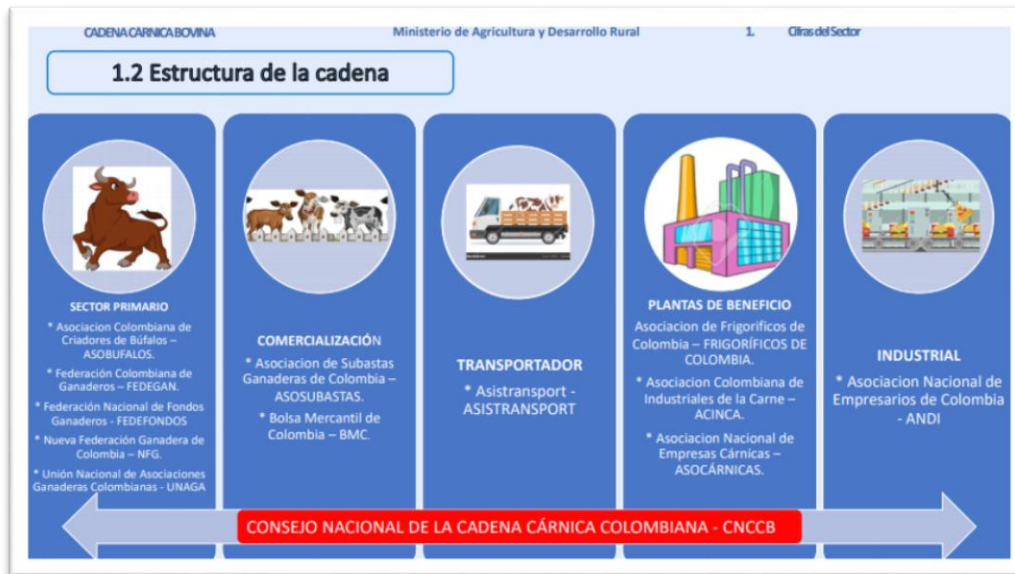 CADENA CÁRNICA BOVINA
Ministerio de Agricultura y Desarrollo Rural
1. Cifras del Sector
1.2 Estructura de la cadena
SECTOR PRIMARIO
* Asociacion Colombiana de
Criadores de Búfalos –
ASOBUFALOS.
* Federación Colombiana de
Ganaderos – FEDEGAN.
* Federación Nacional de Fondos
Ganaderos - FEDEFONDOS
* Nueva Federación Ganadera de
Colombia – NFG.
* Unión Nacional de Asociaciones
Ganaderas Colombianas - UNAGA
COMERCIALIZACIÓN
* Asociacion de Subastas
Ganaderas de Colombia –
ASOSUBASTAS.
* Bolsa Mercantil de
Colombia – BMC.
TRANSPORTADOR
* Asistransport -
ASISTRANSPORT
PLANTAS DE BENEFICIO
Asociacion de Frigorificos de
Colombia – FRIGORÍFICOS DE
COLOMBIA.
* Asociacion Colombiana de
Industriales de la Carne –
ACINCA.
* Asociacion Nacional de
Empresas Cárnicas –
ASOCÁRNICAS.
INDUSTRIAL
* Asociacion Nacional de
Empresarios de Colombia
- ANDI
CONSEJO NACIONAL DE LA CADENA CÁRNICA COLOMBIANA - CNCCB